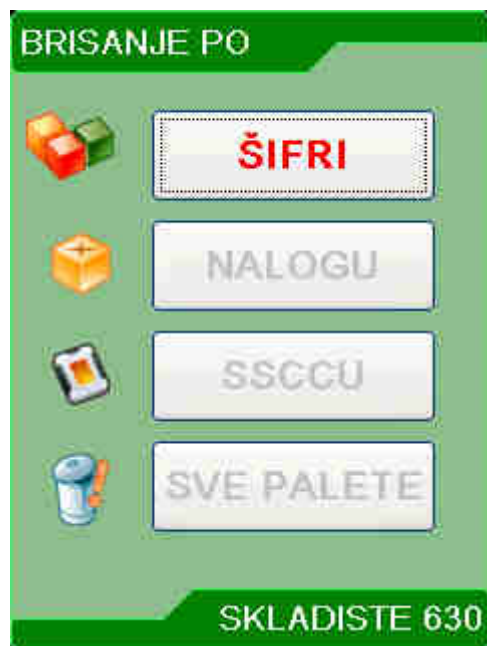 BRISANJE PO
ŠIFRI
NALOGU
SSCCU
SVE PALETE
SKLADISTE 630